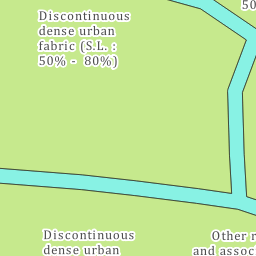 50
Discontinuous
dense urban
fabric (S.L. :
50% - 80%)
Discontinuous
dense urban
Other
and assoc